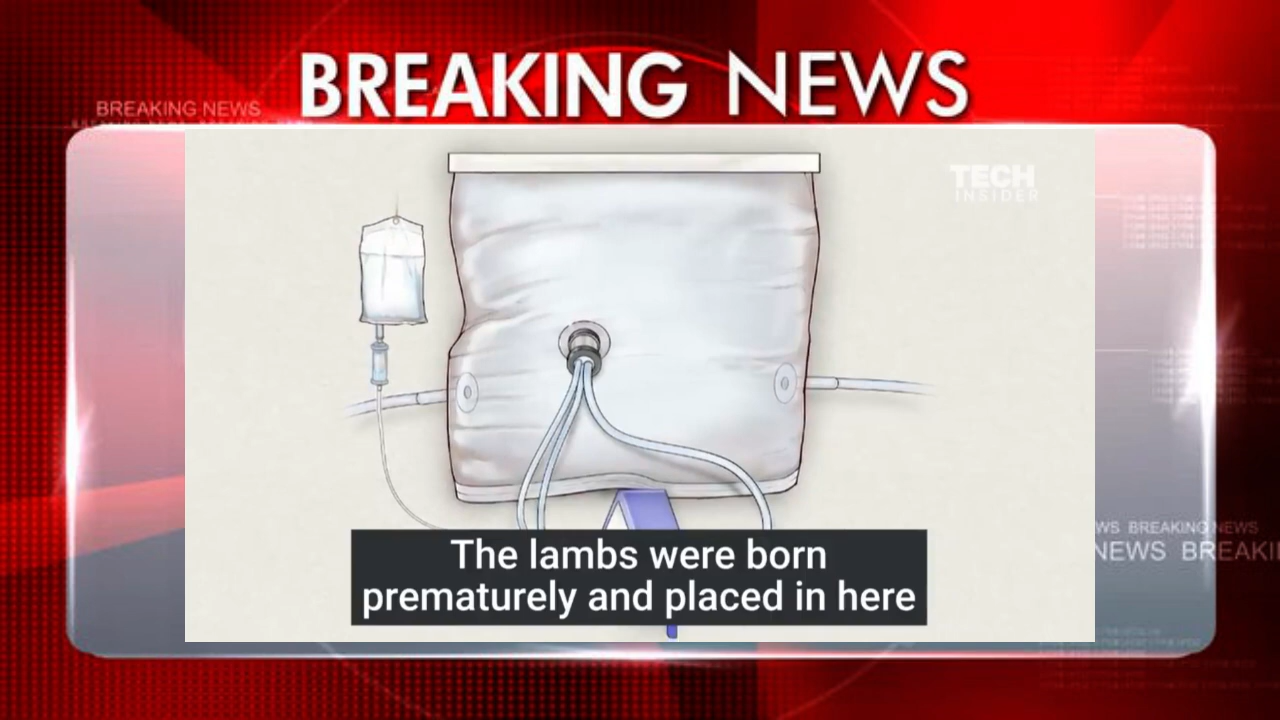 BREAKING NEWS
BREAKING NEWS
TECH
INSIDER
The lambs were born
prematurely and placed in here
WS BREAKING NEWS
NEWS BREAKI